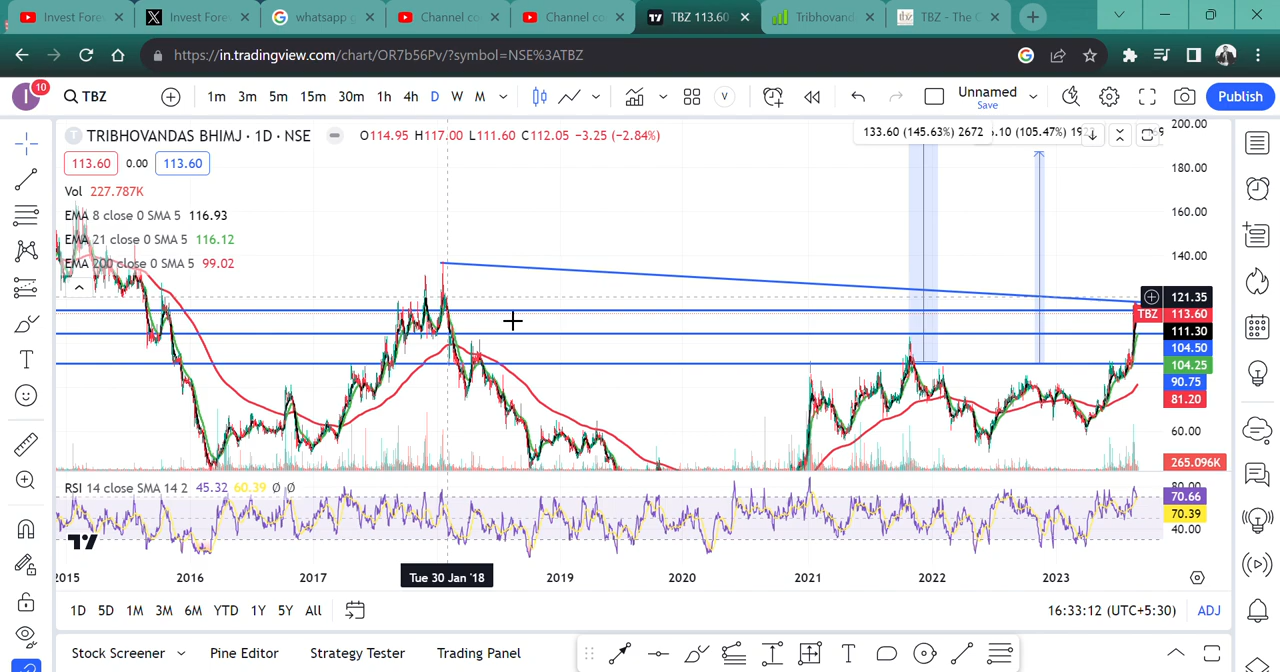 Invest Fore
Invest Fore
whatsapp g
Channel co
Channel co
TBZ 113.60
Tribhovand
TBZ - The
https://in.tradingview.com/chart/OR7b56Pv/?symbol=NSE%3ATBZ
I 10 TBZ 1m 3m 5m 15m 30m 1h 4h D W M V Unnamed Save Publish
TRIBHOVANDAS BHIMJ · 1D · NSE O114.95 H117.00 L111.60 C112.05 −3.25 (−2.84%)
133.60 (145.63%) 2672
200.00
113.60 0.00 113.60
180.00
Vol 227.787K
EMA 8 close 0 SMA 5 116.93
160.00
EMA 21 close 0 SMA 5 116.12
EMA 200 close 0 SMA 5 99.02
140.00
121.35
TBZ 113.60
111.30
104.50
104.25
90.75
81.20
60.00
265.096K
RSI 14 close SMA 14 2 45.32 60.39 Ø Ø
80.00
70.66
70.39
40.00
2015 2016 2017 Tue 30 Jan '18 2019 2020 2021 2022 2023
1D 5D 1M 3M 6M YTD 1Y 5Y All 16:33:12 (UTC+5:30) ADJ
Stock Screener Pine Editor Strategy Tester Trading Panel